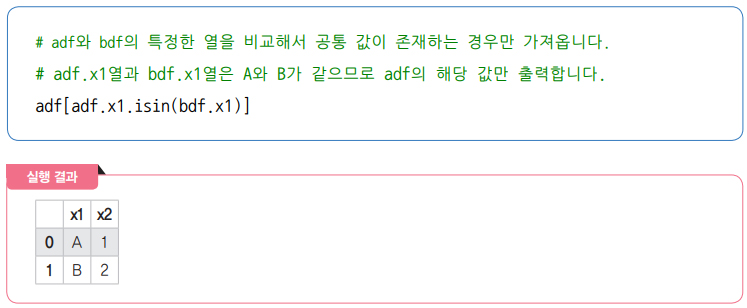 # adf와 bdf의 특정한 열을 비교해서 공통 값이 존재하는 경우만 가져옵니다.
# adf.x1열과 bdf.x1열은 A와 B가 같으므로 adf의 해당 값만 출력합니다.
adf[adf.x1.isin(bdf.x1)]
실행 결과
x1 x2
0 A 1
1 B 2